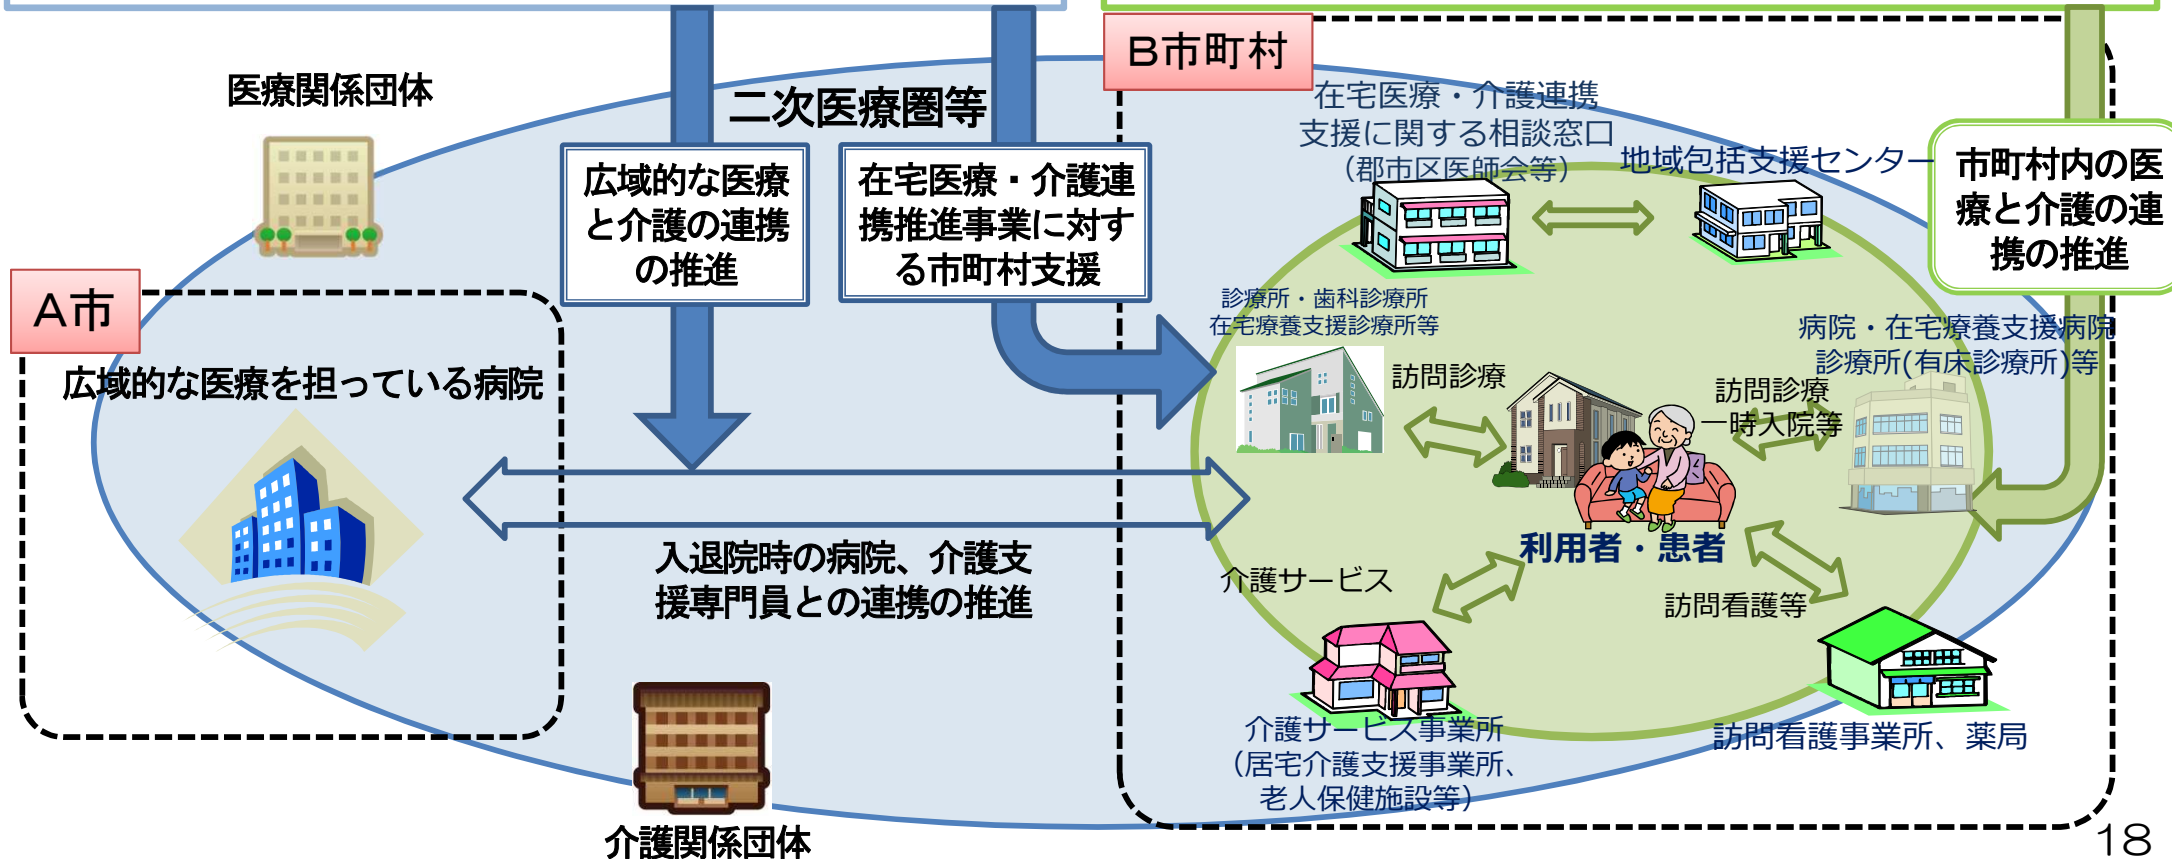 B市町村
医療関係団体
二次医療圏等
在宅医療・介護連携
支援に関する相談窓口
（郡市区医師会等）
地域包括支援センター
広域的な医療
と介護の連携
の推進
在宅医療・介護連
携推進事業に対す
る市町村支援
市町村内の医
療と介護の連
携の推進
A市
広域的な医療を担っている病院
診療所・歯科診療所
在宅療養支援診療所等
病院・在宅療養支援病院
診療所(有床診療所)等
訪問診療
訪問診療
一時入院等
利用者・患者
入退院時の病院、介護支
援専門員との連携の推進
介護サービス
訪問看護等
介護サービス事業所
（居宅介護支援事業所、
老人保健施設等）
訪問看護事業所、薬局
介護関係団体
18